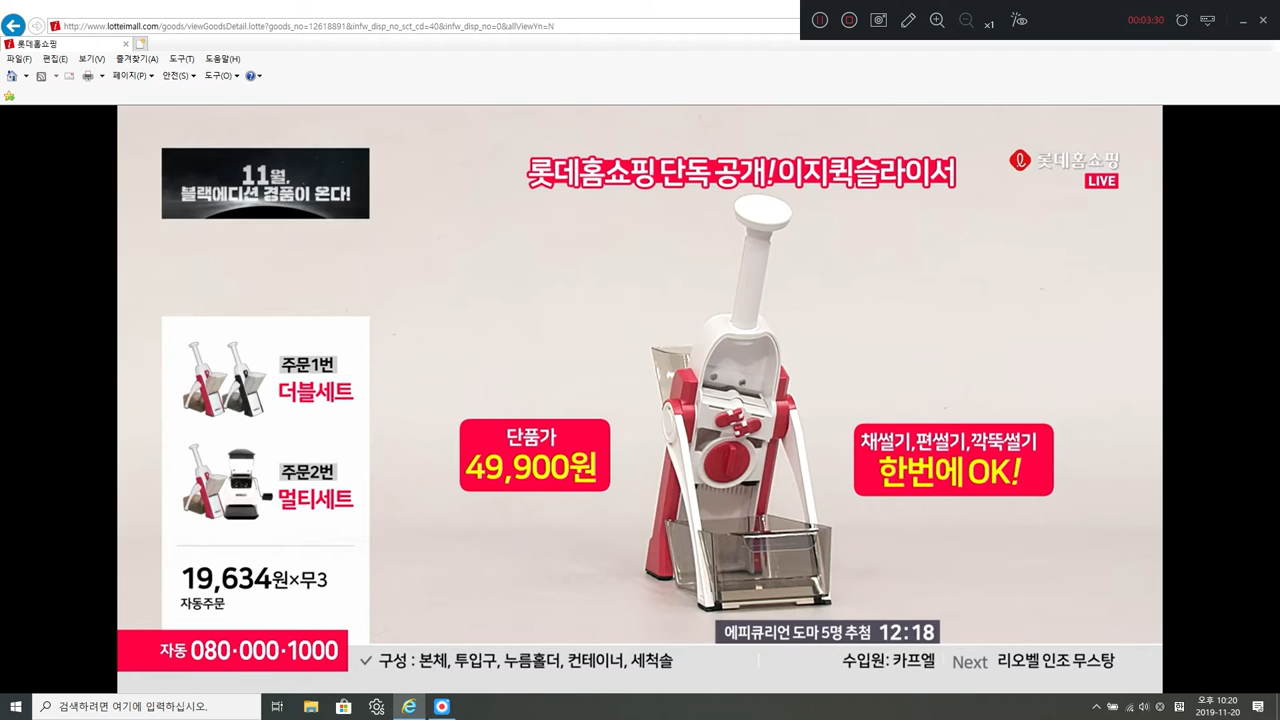 http://www.lotteimall.com/goods/viewGoodsDetail.lotte?goods_no=12618891&infw_disp_no_sct_cd=40&infw_disp_no=0&allViewYn=N
x1
00:03:30
롯데홈쇼핑
파일(F) 편집(E) 보기(V) 즐겨찾기(A) 도구(T) 도움말(H)
페이지(P) 안전(S) 도구(O)
11월,
블랙에디션 경품이 온다!
롯데홈쇼핑 단독 공개! 이지퀵슬라이서
롯데홈쇼핑
LIVE
주문1번
더블세트
주문2번
멀티세트
19,634원×무3
자동주문
단품가
49,900원
채썰기,편썰기,깍뚝썰기
한번에 OK!
에피큐리언 도마 5명 추첨 12:18
자동 080·000·1000
구성 : 본체, 투입구, 누름홀더, 컨테이너, 세척솔
수입원: 카프엘
Next 리오벨 인조 무스탕
검색하려면 여기에 입력하십시오.
오후 10:20
2019-11-20